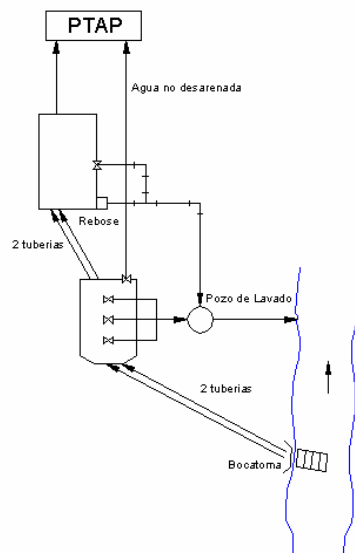 PTAP
Agua no desarenada
Rebose
2 tuberias
Pozo de Lavado
2 tuberias
Bocatoma